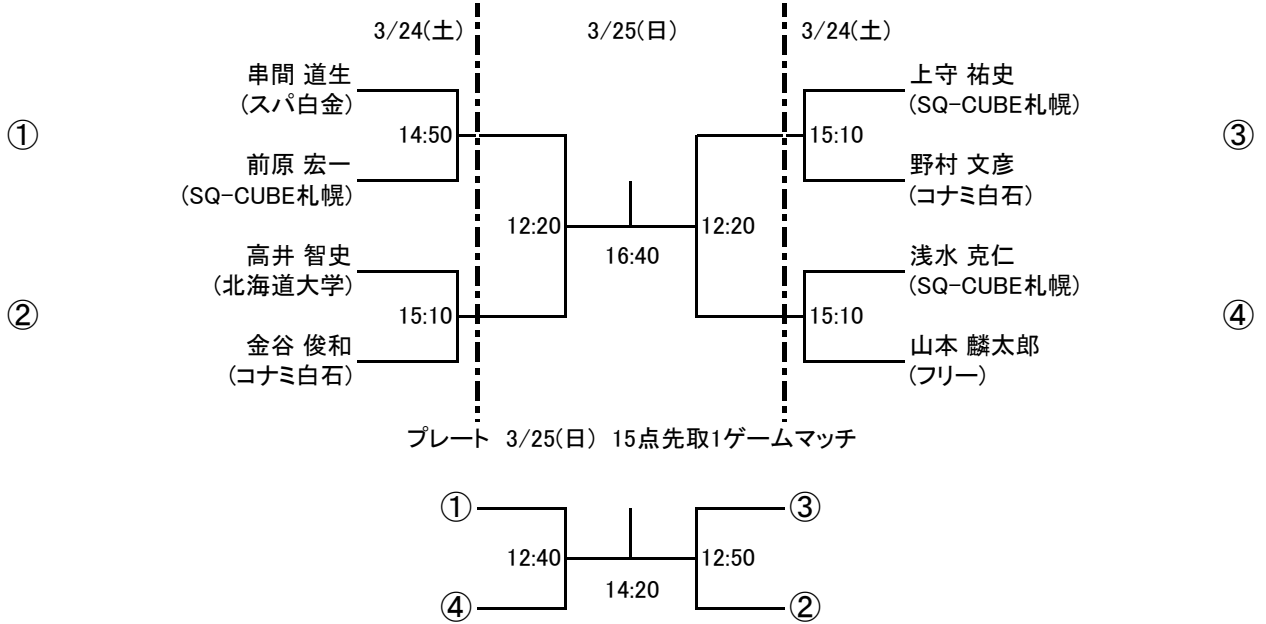 3/24(土)
3/25(日)
3/24(土)
串間 道生
(スパ白金)
①
14:50
前原 宏一
(SQ-CUBE札幌)
12:20
高井 智史
(北海道大学)
②
15:10
金谷 俊和
(コナミ白石)
16:40
上守 祐史
(SQ-CUBE札幌)
15:10
③
野村 文彦
(コナミ白石)
12:20
浅水 克仁
(SQ-CUBE札幌)
15:10
④
山本 麟太郎
(フリー)
プレート 3/25(日) 15点先取1ゲームマッチ
①
③
12:40
12:50
14:20
④
②